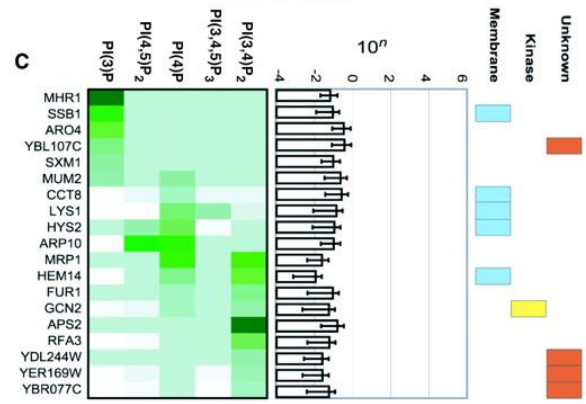 C
PI(3)P
PI(4,5)P2
PI(4)P
PI(3,4,5)P3
PI(3,4)P2
10^n
-4
-2
0
2
4
6
Membrane
Kinase
Unknown
MHR1
SSB1
ARO4
YBL107C
SXM1
MUM2
CCT8
LYS1
HYS2
ARP10
MRP1
HEM14
FUR1
GCN2
APS2
RFA3
YDL244W
YER169W
YBR077C